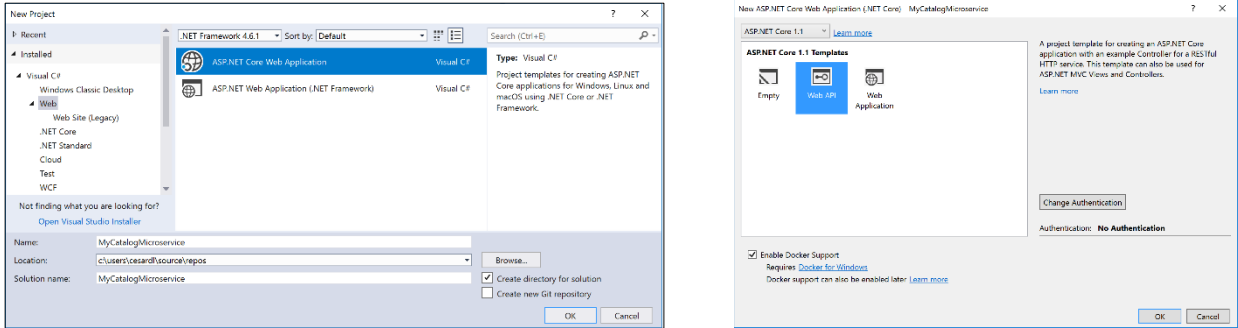 New Project
? ×
Recent
Installed
Visual C#
Windows Classic Desktop
Web
Web Site (Legacy)
.NET Core
.NET Standard
Cloud
Test
WCF
Not finding what you are looking for?
Open Visual Studio Installer
.NET Framework 4.6.1 Sort by: Default
Search (Ctrl+E)
ASP.NET Core Web Application Visual C#
ASP.NET Web Application (.NET Framework) Visual C#
Type: Visual C#
Project templates for creating ASP.NET
Core applications for Windows, Linux and
macOS using .NET Core or .NET
Framework.
Name: MyCatalogMicroservice
Location: c:\users\cesardl\source\repos
Browse...
Solution name: MyCatalogMicroservice
Create directory for solution
Create new Git repository
OK Cancel
New ASP.NET Core Web Application (.NET Core) MyCatalogMicroservice
? ×
ASP.NET Core 1.1 Learn more
ASP.NET Core 1.1 Templates
Empty
Web API
Web
Application
A project template for creating an ASP.NET Core
application with an example Controller for a RESTful
HTTP service. This template can also be used for
ASP.NET MVC Views and Controllers.
Learn more
Change Authentication
Authentication: No Authentication
Enable Docker Support
Requires Docker for Windows
Docker support can also be enabled later Learn more
OK Cancel